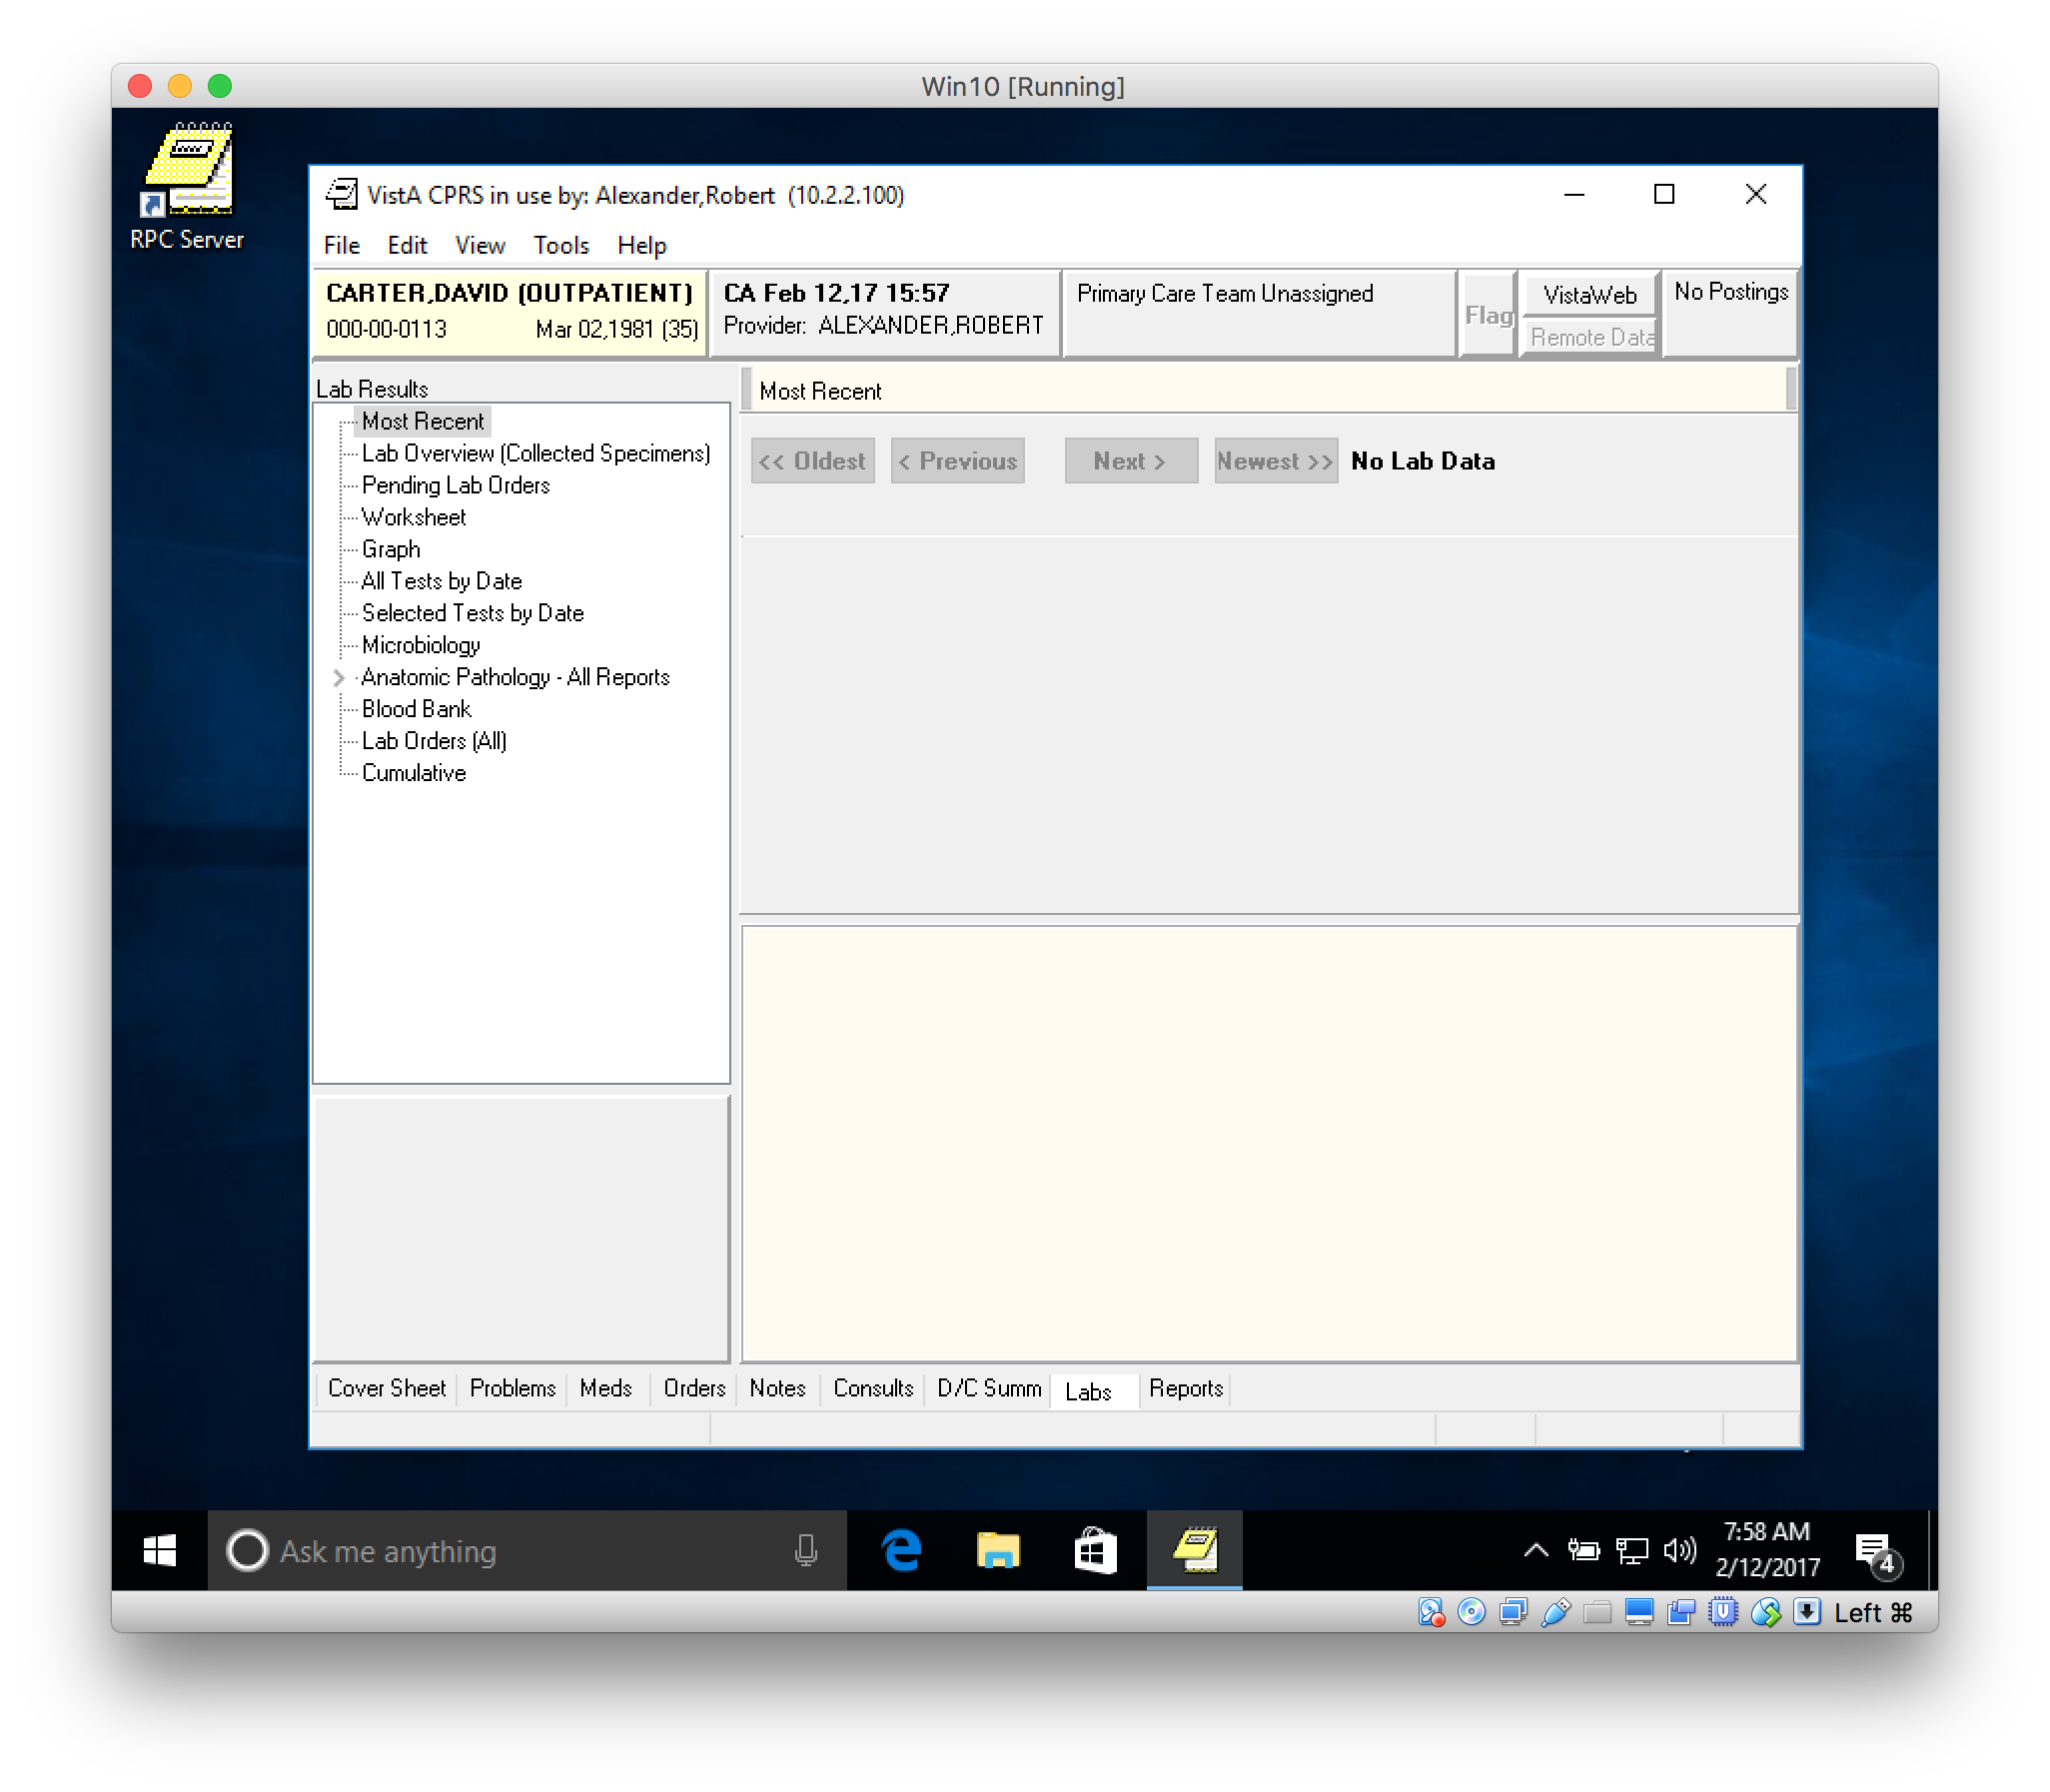 Win10 [Running]
RPC Server
VistA CPRS in use by: Alexander,Robert (10.2.2.100)
File Edit View Tools Help
CARTER,DAVID (OUTPATIENT)
000-00-0113 Mar 02,1981 (35)
CA Feb 12,17 15:57
Provider: ALEXANDER,ROBERT
Primary Care Team Unassigned
Flag
VistaWeb
Remote Data
No Postings
Lab Results
Most Recent
Lab Overview (Collected Specimens)
Pending Lab Orders
Worksheet
Graph
All Tests by Date
Selected Tests by Date
Microbiology
Anatomic Pathology - All Reports
Blood Bank
Lab Orders (All)
Cumulative
Most Recent
<< Oldest < Previous Next > Newest >> No Lab Data
Cover Sheet Problems Meds Orders Notes Consults D/C Summ Labs Reports
Ask me anything
7:58 AM
2/12/2017
4
Left ⌘